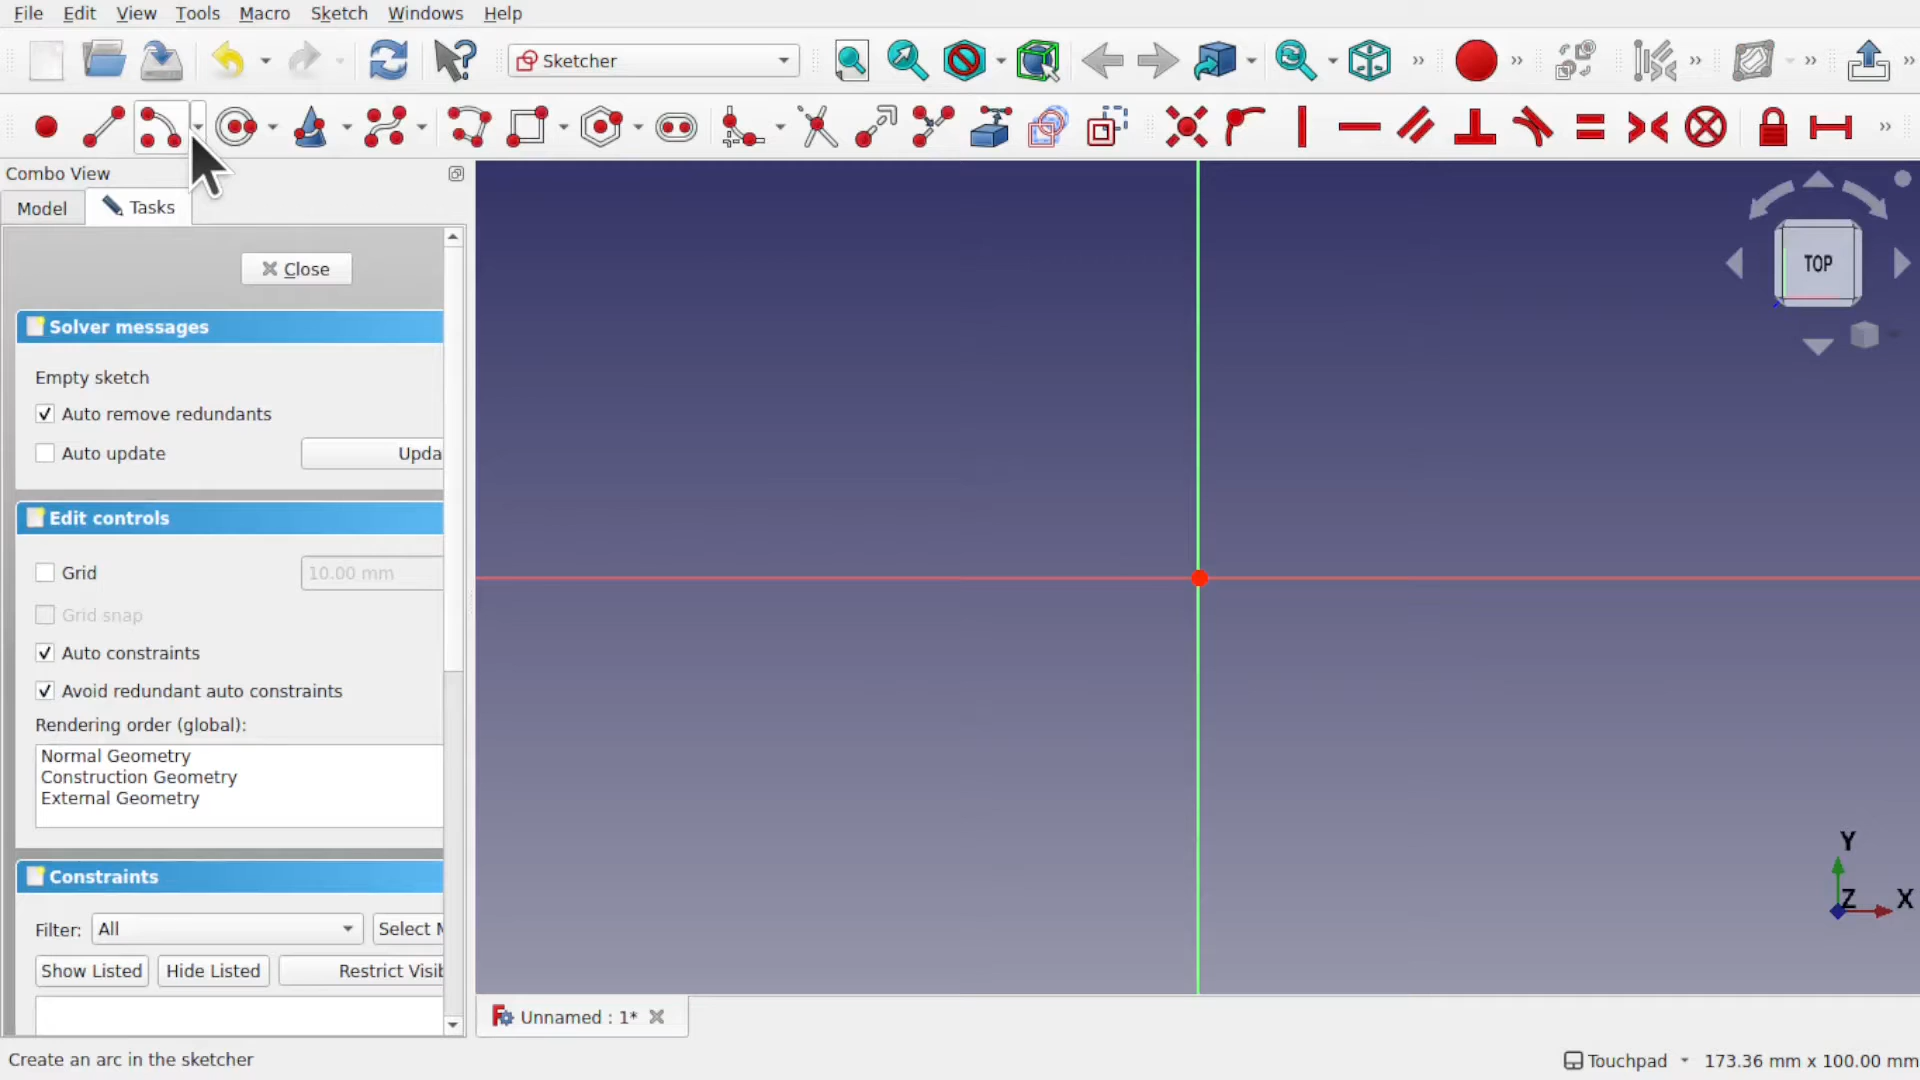 File Edit View Tools Macro Sketch Windows Help
Sketcher
Combo View
Model Tasks
Close
Solver messages
Empty sketch
Auto remove redundants
Auto update
Upda
Edit controls
Grid 10.00 mm
Grid snap
Auto constraints
Avoid redundant auto constraints
Rendering order (global):
Normal Geometry
Construction Geometry
External Geometry
Constraints
Filter: All Select
Show Listed Hide Listed Restrict Visib
TOP
Y
Z X
Unnamed : 1*
Create an arc in the sketcher
Touchpad 173.36 mm x 100.00 mm